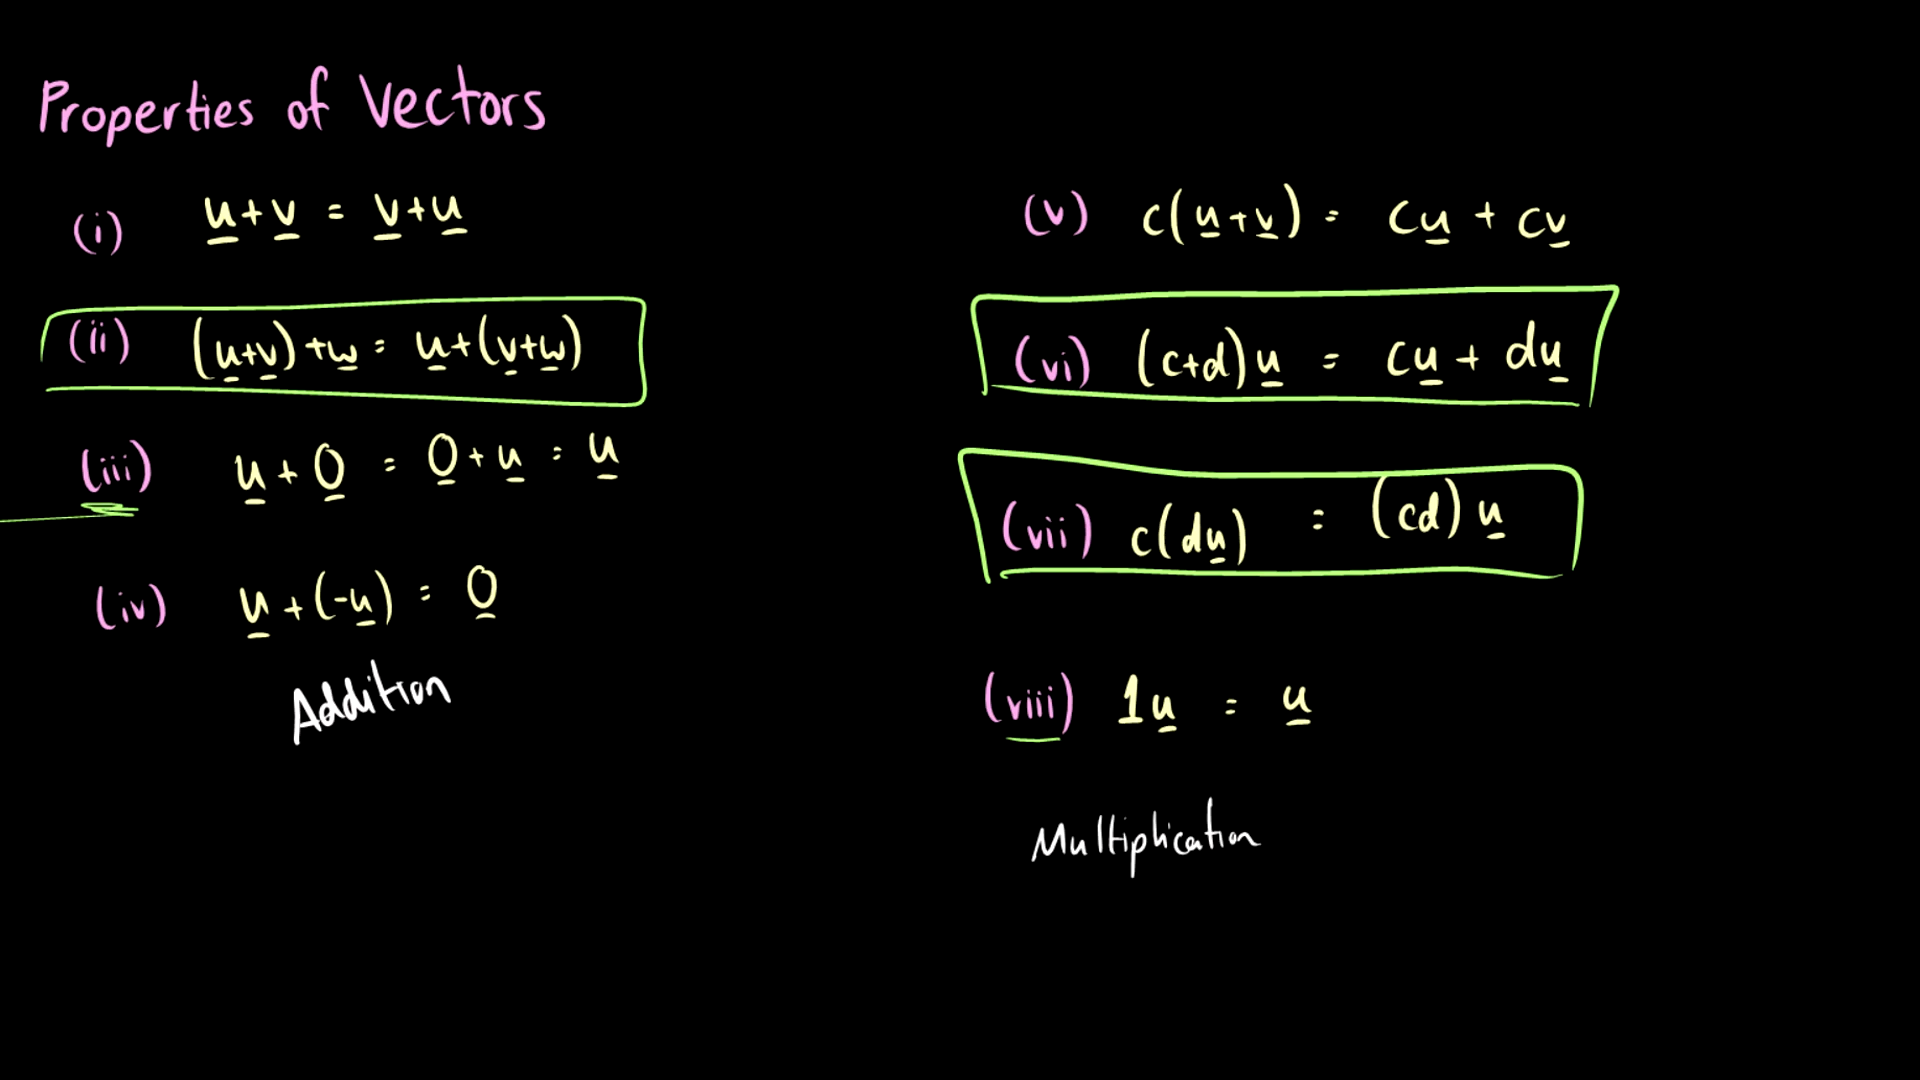 Properties of Vectors
(i) u+v = v+u
(ii) (u+v)+w = u+(v+w)
(iii) u + 0 = 0 + u = u
(iv) u + (-u) = 0
Addition
(v) c(u+v) = cu + cv
(vi) (c+d)u = cu + du
(vii) c(du) = (cd)u
(viii) 1u = u
Multiplication